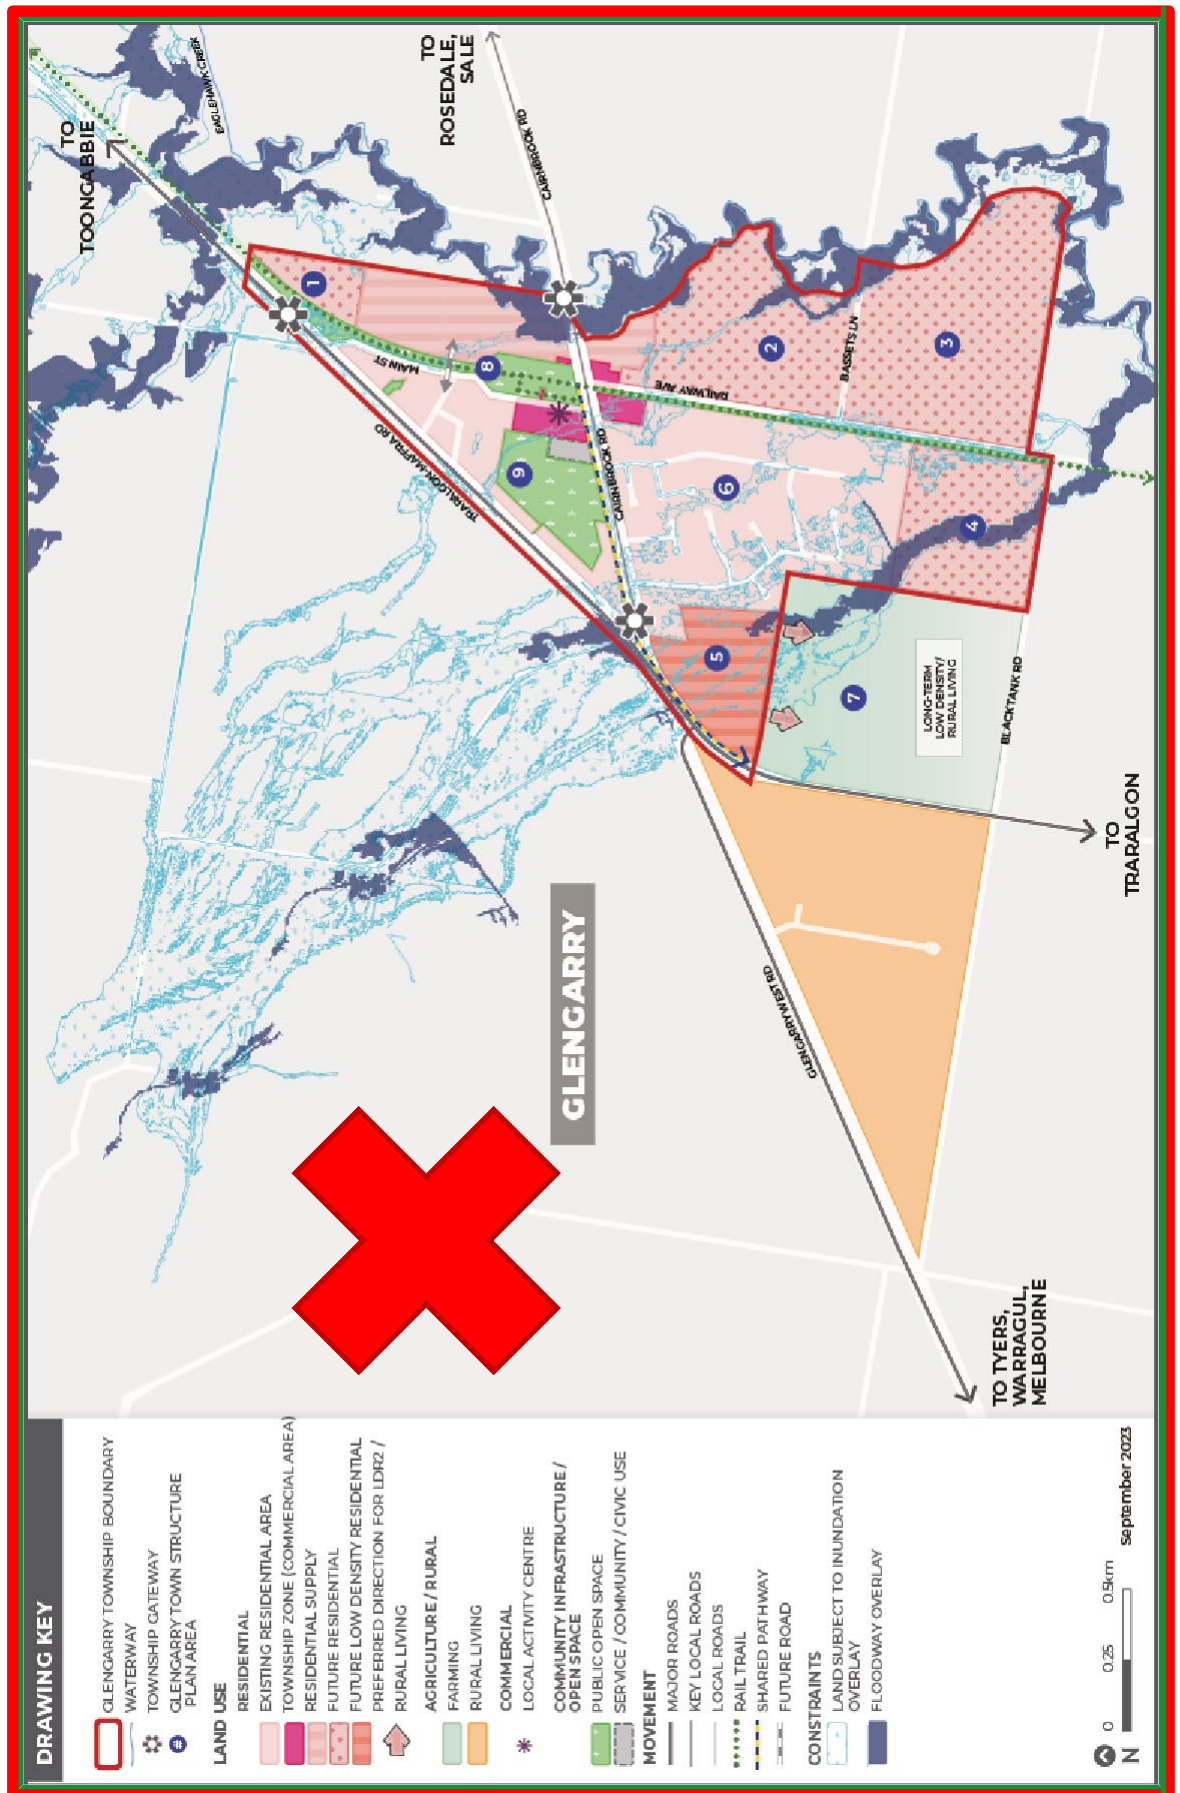 DRAWING KEY
GLENGARRY TOWNSHIP BOUNDARY
WATERWAY
TOWNSHIP GATEWAY
#
GLENGARRY TOWN STRUCTURE
PLAN AREA
LAND USE
RESIDENTIAL
EXISTING RESIDENTIAL AREA
TOWNSHIP ZONE (COMMERCIAL AREA)
RESIDENTIAL SUPPLY
FUTURE RESIDENTIAL
FUTURE LOW DENSITY RESIDENTIAL
PREFERRED DIRECTION FOR LDR2 /
RURAL LIVING
AGRICULTURE / RURAL
FARMING
RURAL LIVING
COMMERCIAL
LOCAL ACTIVITY CENTRE
COMMUNITY INFRASTRUCTURE /
OPEN SPACE
PUBLIC OPEN SPACE
SERVICE / COMMUNITY / CIVIC USE
MOVEMENT
MAJOR ROADS
KEY LOCAL ROADS
LOCAL ROADS
RAIL TRAIL
SHARED PATHWAY
FUTURE ROAD
CONSTRAINTS
LAND SUBJECT TO INUNDATION
OVERLAY
FLOODWAY OVERLAY
N
0 0.25 0.5km
September 2023
GLENGARRY
TO
TOONGABBIE
EAGLEHAWK CREEK
TO
ROSEDALE,
SALE
CAIRNBROOK RD
MAIN ST
TRARALGON-MAFFRA RD
CAIRNBROOK RD
RAILWAY AVE
BASSETS LN
1
2
3
4
5
6
7
8
9
LONG-TERM
LOW DENSITY/
RURAL LIVING
BLACKTANK RD
GLENGARRY WEST RD
TO
TRARALGON
TO TYERS,
WARRAGUL,
MELBOURNE